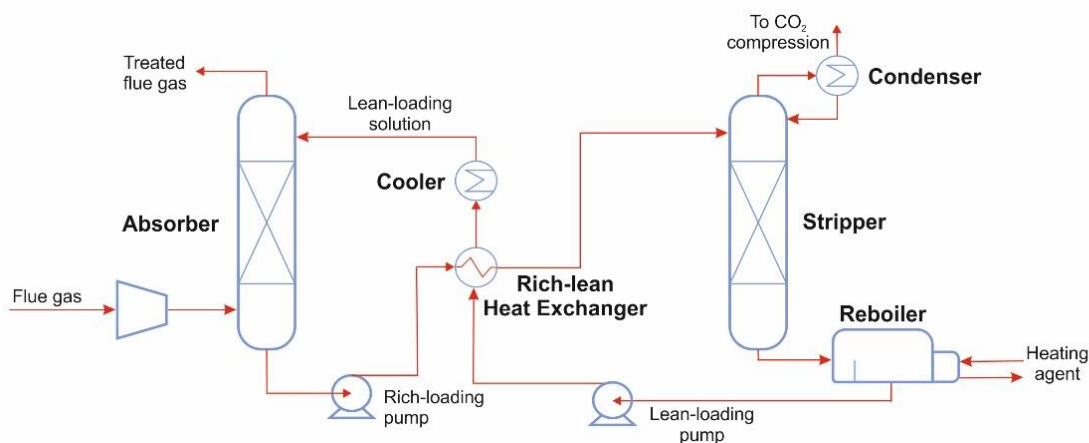 To CO₂
compression
Condenser
Treated
flue gas
Lean-loading
solution
Cooler
Absorber
Stripper
Rich-lean
Heat Exchanger
Flue gas
Reboiler
Heating
agent
Rich-loading
pump
Lean-loading
pump